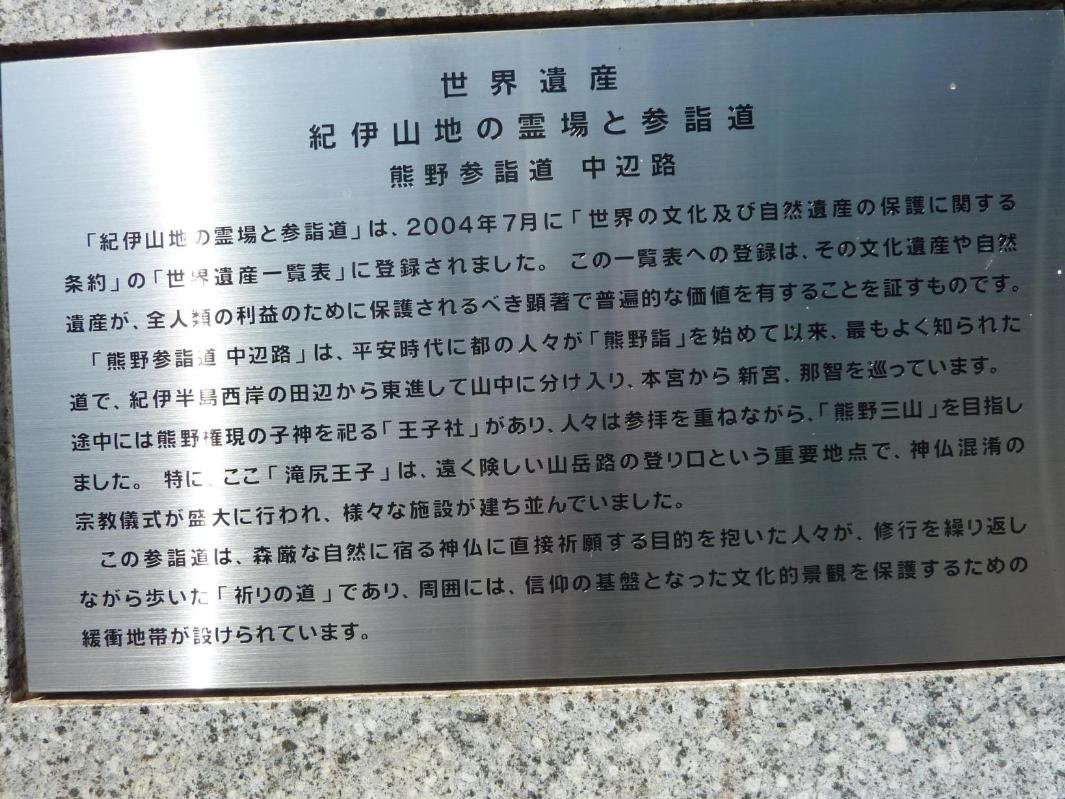 世界遺産
紀伊山地の霊場と参詣道
熊野参詣道 中辺路
「紀伊山地の霊場と参詣道」は、2004年7月に「世界の文化及び自然遺産の保護に関する
条約」の「世界遺産一覧表」に登録されました。この一覧表への登録は、その文化遺産や自然
遺産が、全人類の利益のために保護されるべき顕著で普遍的な価値を有することを証すものです。
「熊野参詣道 中辺路」は、平安時代に都の人々が「熊野詣」を始めて以来、最もよく知られた
道で、紀伊半島西岸の田辺から東進して山中に分け入り、本宮から 新宮、那智を巡っています。
途中には熊野権現の子神を祀る「王子社」があり、人々は参拝を重ねながら、「熊野三山」を目指し
ました。 特に、ここ「滝尻王子」は、遠く険しい山岳路の登り口という重要地点で、神仏混淆の
宗教儀式が盛大に行われ、様々な施設が建ち並んでいました。
この参詣道は、森厳な自然に宿る神仏に直接祈願する目的を抱いた人々が、修行を繰り返し
ながら歩いた「祈りの道」であり、周囲には、信仰の基盤となった文化的景観を保護するための
緩衝地帯が設けられています。